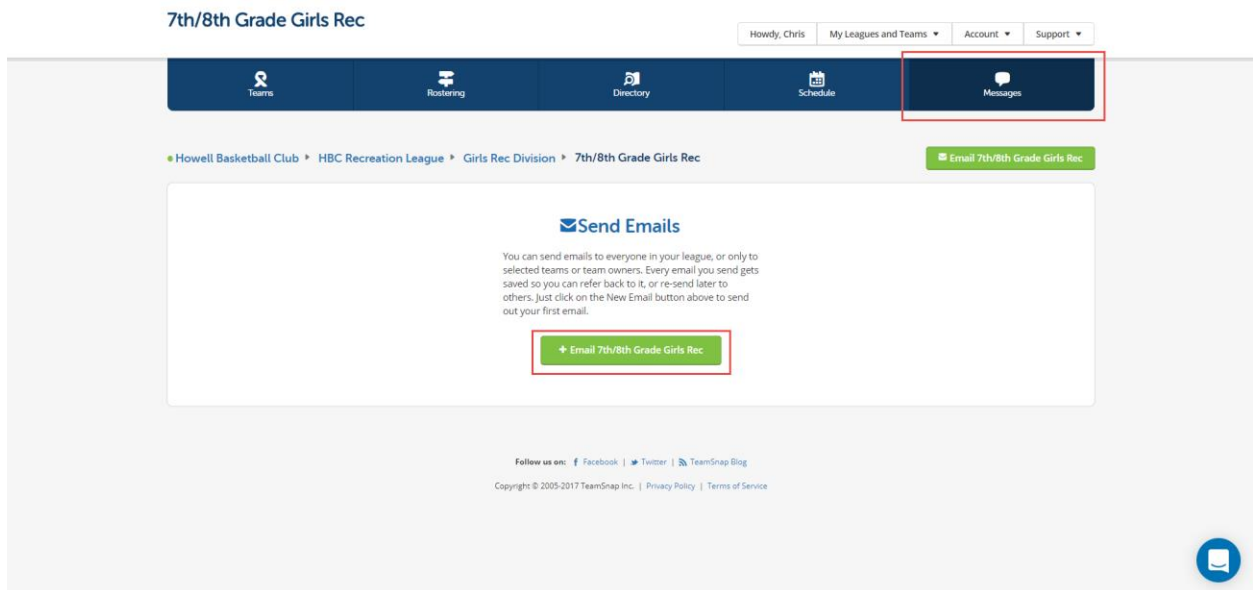 7th/8th Grade Girls Rec
Howdy, Chris My Leagues and Teams ▼ Account ▼ Support ▼
Teams Rostering Directory Schedule Messages
Howell Basketball Club ▸ HBC Recreation League ▸ Girls Rec Division ▸ 7th/8th Grade Girls Rec
Email 7th/8th Grade Girls Rec
Send Emails
You can send emails to everyone in your league, or only to
selected teams or team owners. Every email you send gets
saved so you can refer back to it, or re-send later to
others. Just click on the New Email button above to send
out your first email.
+ Email 7th/8th Grade Girls Rec
Follow us on: Facebook | Twitter | TeamSnap Blog
Copyright © 2005-2017 TeamSnap Inc. | Privacy Policy | Terms of Service